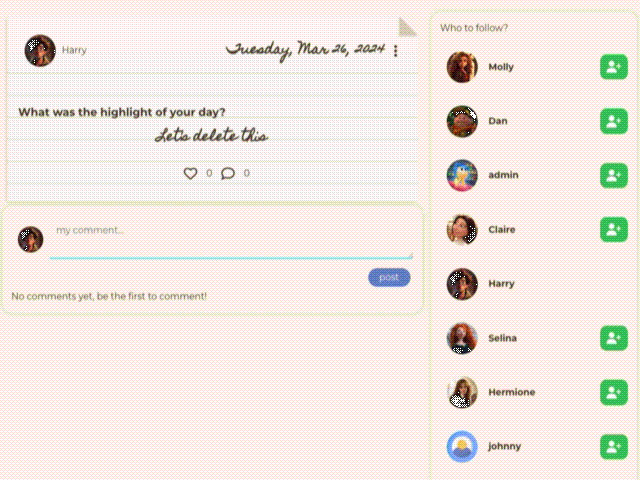 Harry
Tuesday, Mar 26, 2024
What was the highlight of your day?
Let's delete this
0 0
my comment...
post
No comments yet, be the first to comment!
Who to follow?
Molly
Dan
admin
Claire
Harry
Selina
Hermione
johnny